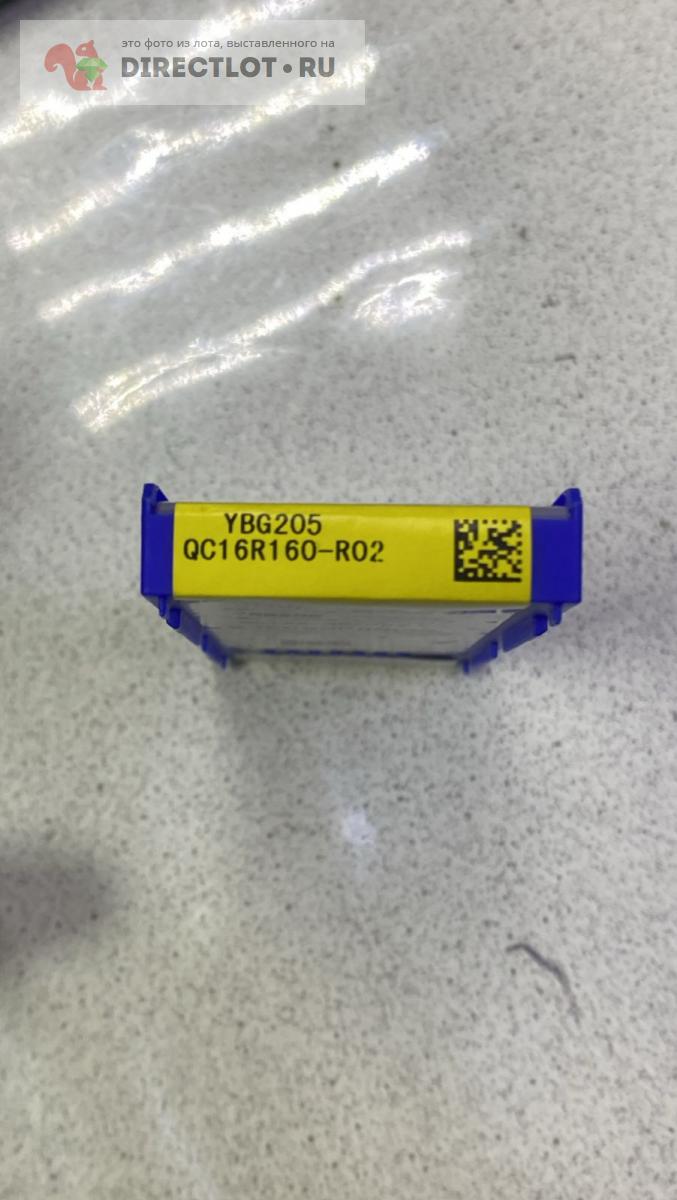 это фото из лота, выставленного на
DIRECTLOT•RU
YBG205
QC16R160-R02